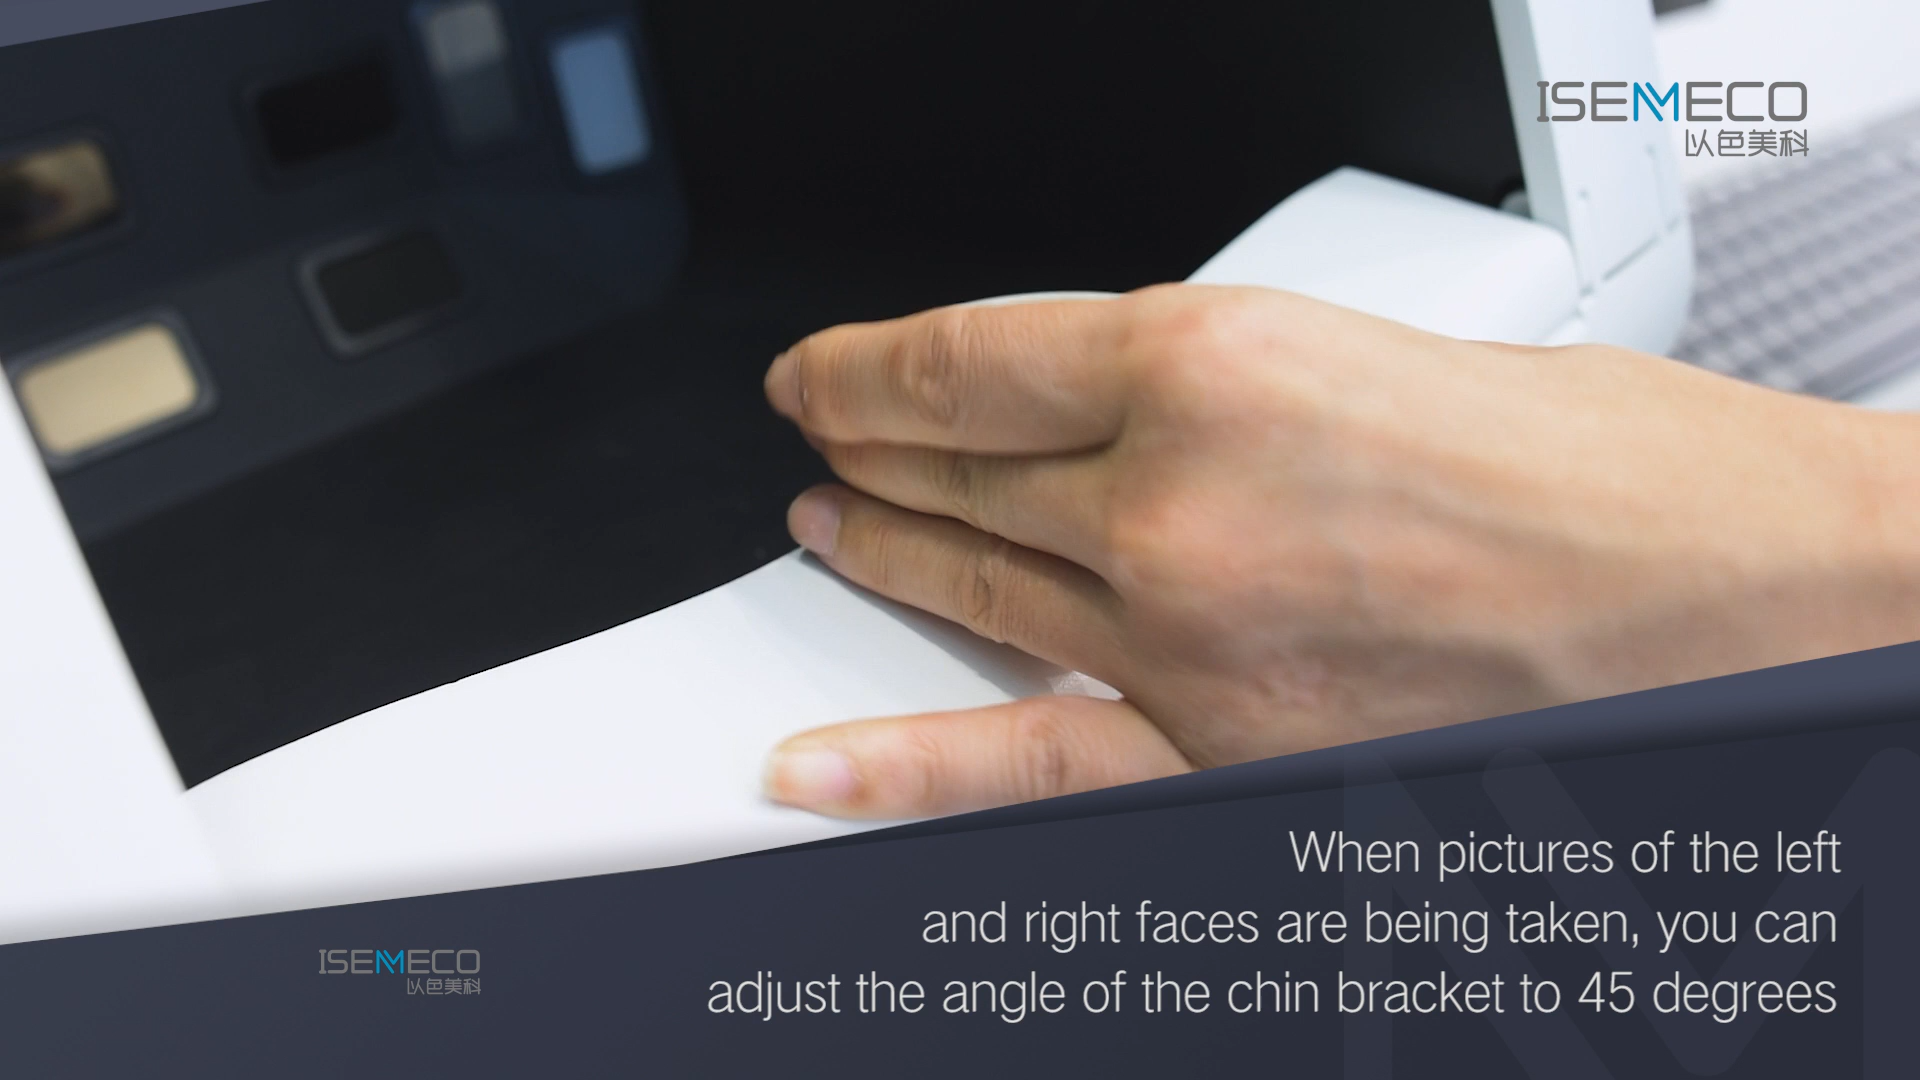 ISEMECO
以色美科
When pictures of the left
and right faces are being taken, you can
adjust the angle of the chin bracket to 45 degrees
ISEMECO
以色美科